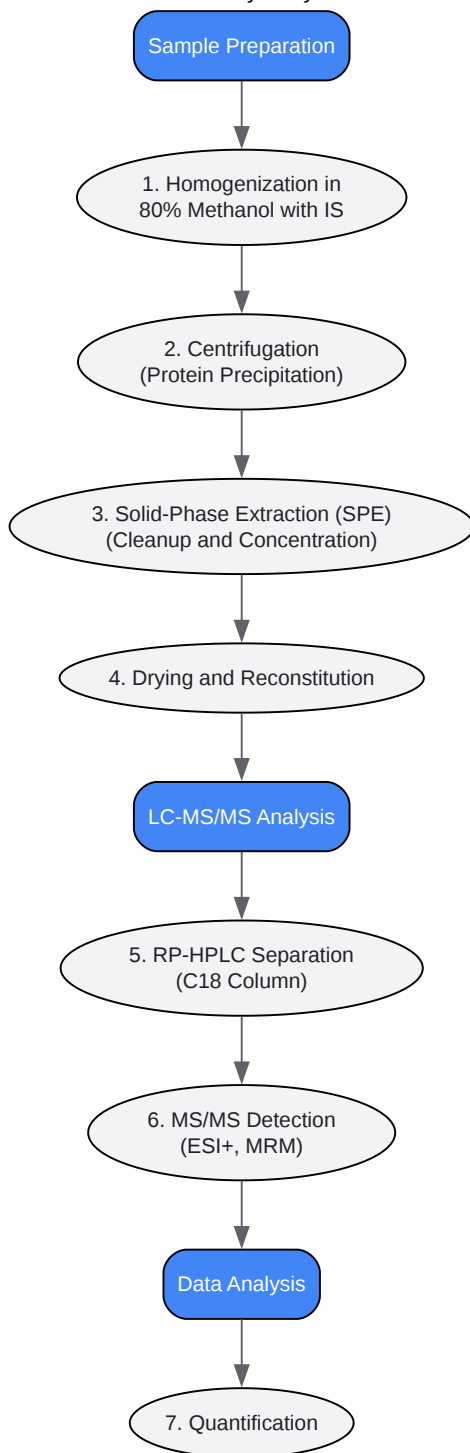 Sample Preparation
1. Homogenization in
80% Methanol with IS
2. Centrifugation
(Protein Precipitation)
3. Solid-Phase Extraction (SPE)
(Cleanup and Concentration)
4. Drying and Reconstitution
LC-MS/MS Analysis
5. RP-HPLC Separation
(C18 Column)
6. MS/MS Detection
(ESI+, MRM)
Data Analysis
7. Quantification